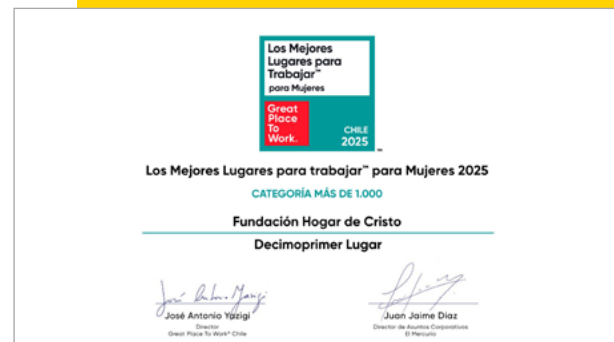 Los Mejores
Lugares para
Trabajar™
para Mujeres
Great
Place
To
Work.
CHILE
2025
™
Los Mejores Lugares para trabajar™ para Mujeres 2025
CATEGORÍA MÁS DE 1.000
Fundación Hogar de Cristo
Decimoprimer Lugar
José Antonio Yazigi
Director
Great Place To Work® Chile
Juan Jaime Díaz
Director de Asuntos Corporativos
El Mercurio